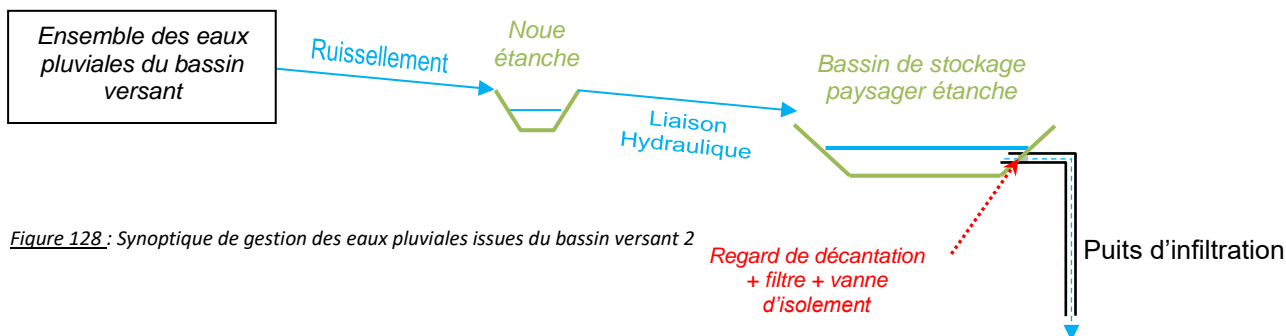 Ensemble des eaux
pluviales du bassin
versant
Ruissellement
Noue
étanche
Liaison
Hydraulique
Bassin de stockage
paysager étanche
Figure 128 : Synoptique de gestion des eaux pluviales issues du bassin versant 2
Regard de décantation
+ filtre + vanne
d’isolement
Puits d’infiltration